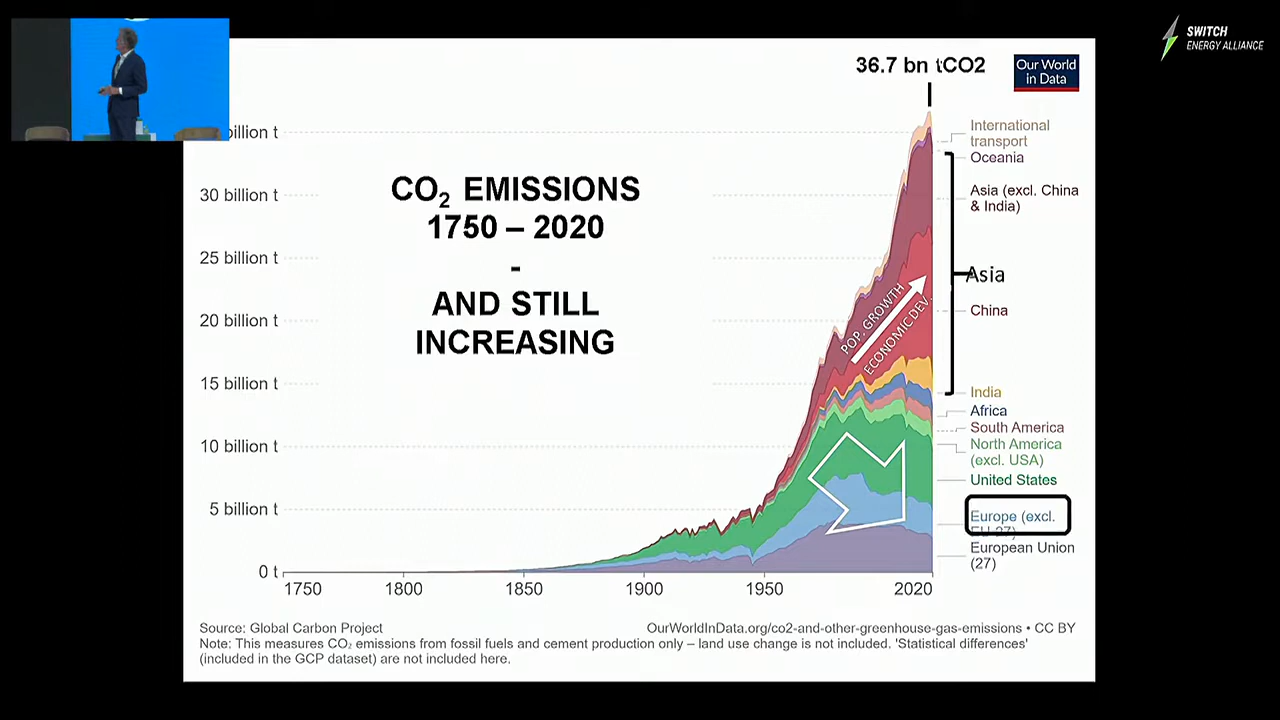 SWITCH
ENERGY ALLIANCE
36.7 bn tCO2
Our World
in Data
billion t
30 billion t
25 billion t
20 billion t
15 billion t
10 billion t
5 billion t
0 t
CO₂ EMISSIONS
1750 – 2020
-
AND STILL
INCREASING
POP. GROWTH
ECONOMIC DEV.
International
transport
Oceania
Asia (excl. China
& India)
Asia
China
India
Africa
South America
North America
(excl. USA)
United States
Europe (excl.
EU-27)
European Union
(27)
1750 1800 1850 1900 1950 2020
Source: Global Carbon Project
OurWorldInData.org/co2-and-other-greenhouse-gas-emissions • CC BY
Note: This measures CO₂ emissions from fossil fuels and cement production only – land use change is not included. 'Statistical differences'
(included in the GCP dataset) are not included here.